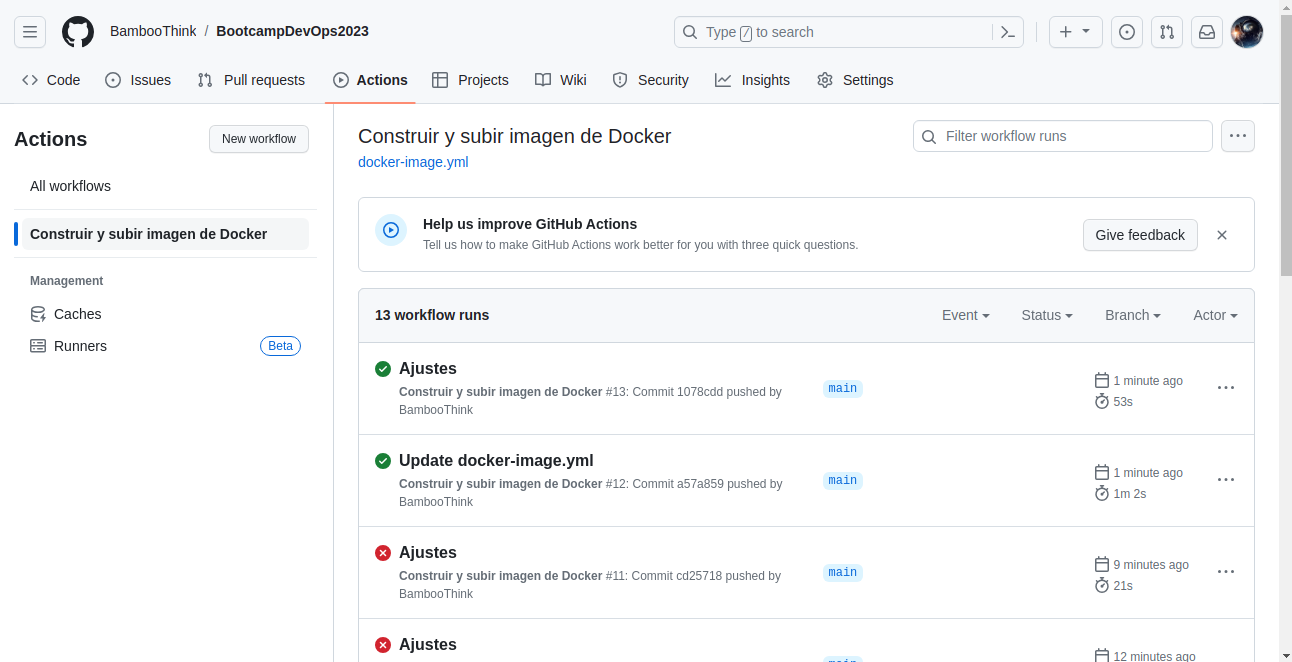 BambooThink / BootcampDevOps2023
Type / to search
Code
Issues
Pull requests
Actions
Projects
Wiki
Security
Insights
Settings
Actions
New workflow
All workflows
Construir y subir imagen de Docker
Management
Caches
Runners
Beta
Construir y subir imagen de Docker
docker-image.yml
Filter workflow runs
Help us improve GitHub Actions
Tell us how to make GitHub Actions work better for you with three quick questions.
Give feedback
13 workflow runs
Event
Status
Branch
Actor
Ajustes
Construir y subir imagen de Docker #13: Commit 1078cdd pushed by
BambooThink
main
1 minute ago
53s
Update docker-image.yml
Construir y subir imagen de Docker #12: Commit a57a859 pushed by
BambooThink
main
1 minute ago
1m 2s
Ajustes
Construir y subir imagen de Docker #11: Commit cd25718 pushed by
BambooThink
main
9 minutes ago
21s
Ajustes
main
12 minutes ago